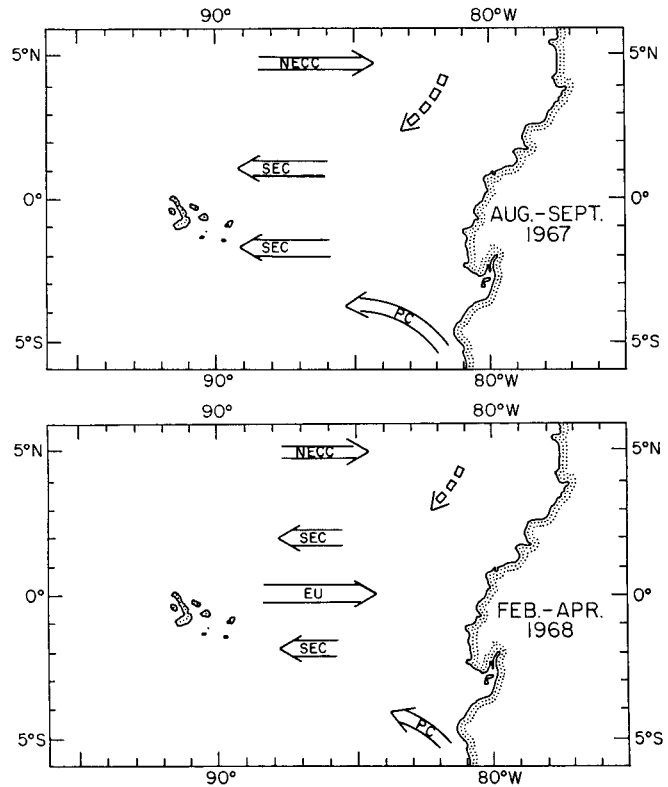 90° 80°
5°N NECC 5°N
SEC
0° 0°
AUG.-SEPT.
1967
SEC
PC
5°S 5°S
90° 80°W
90° 80°W
5°N NECC 5°N
SEC
0° EU 0°
FEB.-APR.
1968
SEC
PC
5°S 5°S
90° 80°W